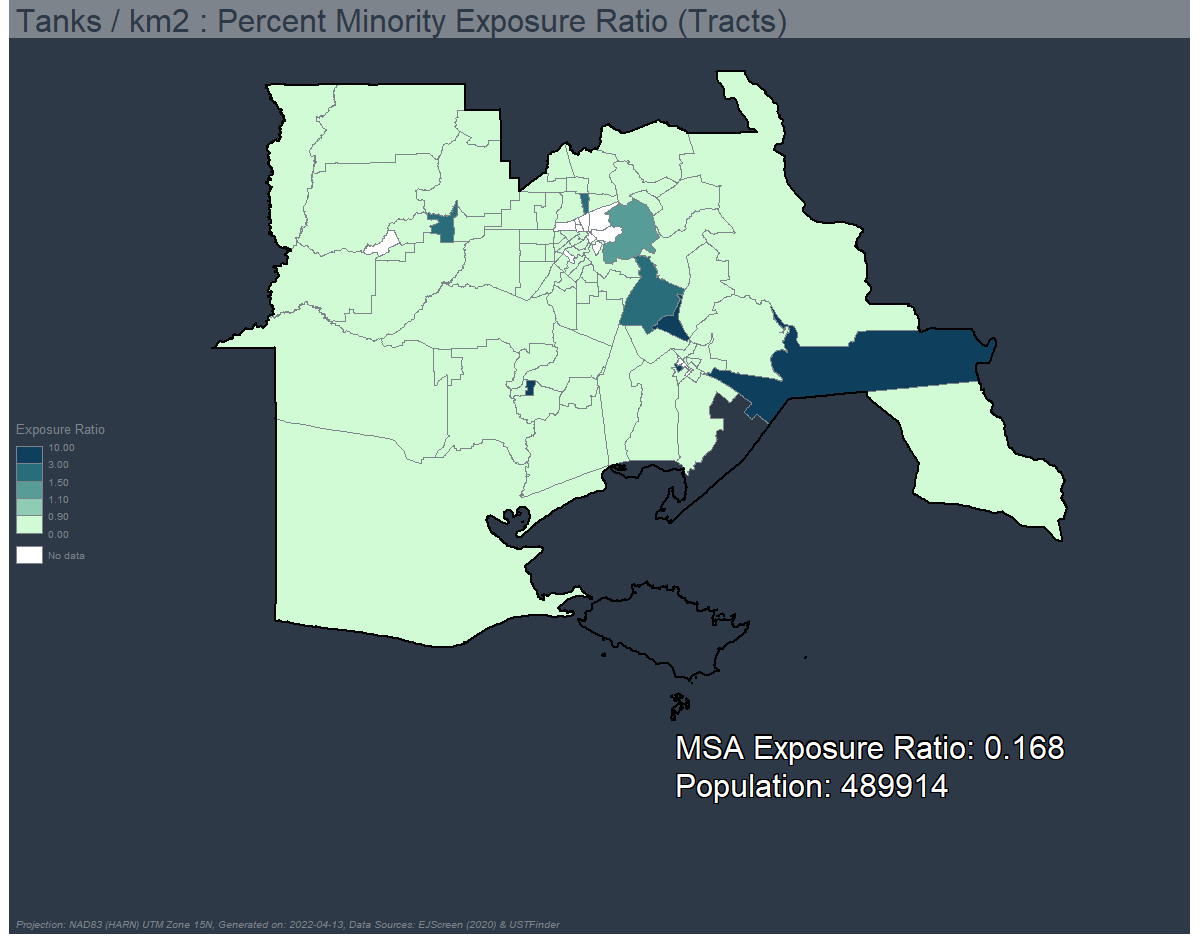 Tanks / km2 : Percent Minority Exposure Ratio (Tracts)
Exposure Ratio
10.00
3.00
1.50
1.10
0.90
0.00
No data
MSA Exposure Ratio: 0.168
Population: 489914
Projection: NAD83 (HARN) UTM Zone 15N, Generated on: 2022-04-13, Data Sources: EJScreen (2020) & USTFinder